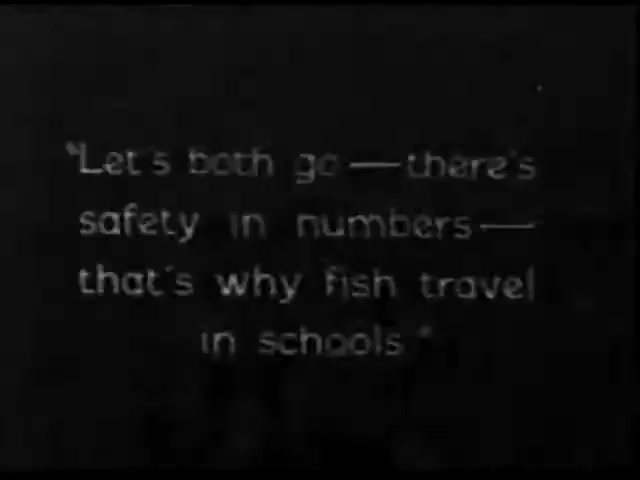 "Let's both go — there's
safety in numbers —
that's why fish travel
in schools."